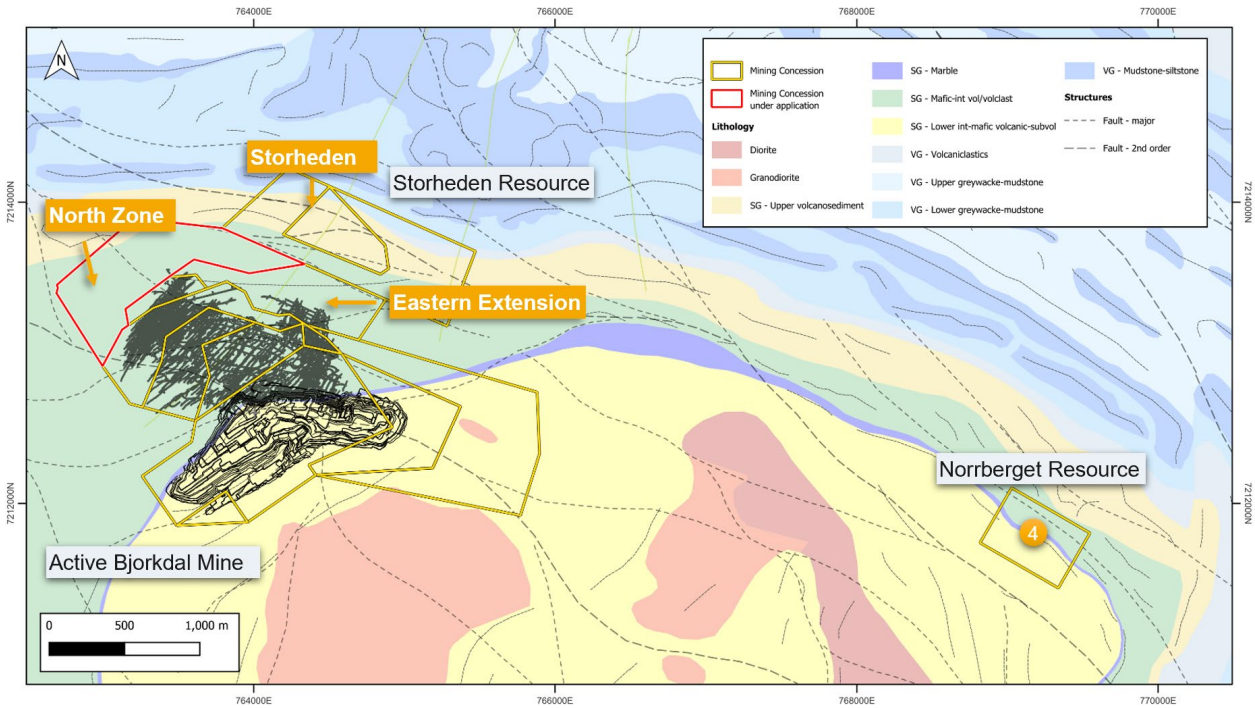 764000E
766000E
768000E
770000E
N
Mining Concession
Mining Concession
under application
Lithology
Diorite
Granodiorite
SG - Upper volcanosediment
SG - Marble
SG - Mafic-int vol/volclast
SG - Lower int-mafic volcanic-subvol
VG - Volcaniclastics
VG - Upper greywacke-mudstone
VG - Lower greywacke-mudstone
VG - Mudstone-siltstone
Structures
Fault - major
Fault - 2nd order
Storheden
Storheden Resource
7214000N
7214000N
North Zone
Eastern Extension
Norrberget Resource
7212000N
7212000N
4
Active Bjorkdal Mine
0 500 1,000 m
764000E
766000E
768000E
770000E